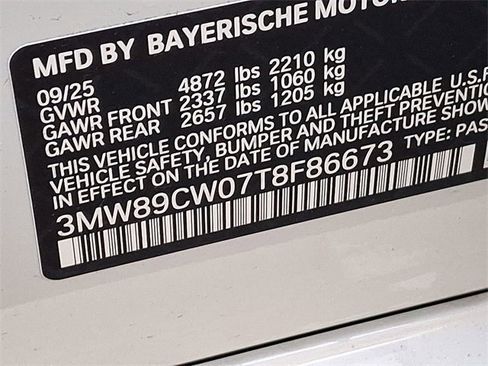 MFD BY BAYERISCHE MOTOR
09/25
GVWR 4872 lbs 2210 kg
GAWR FRONT 2337 lbs 1060 kg
GAWR REAR 2657 lbs 1205 kg
THIS VEHICLE CONFORMS TO ALL APPLICABLE U.S.F
VEHICLE SAFETY, BUMPER AND THEFT PREVENTIO
IN EFFECT ON THE DATE OF MANUFACTURE SHOW
3MW89CW07T8F86673 TYPE: PAS